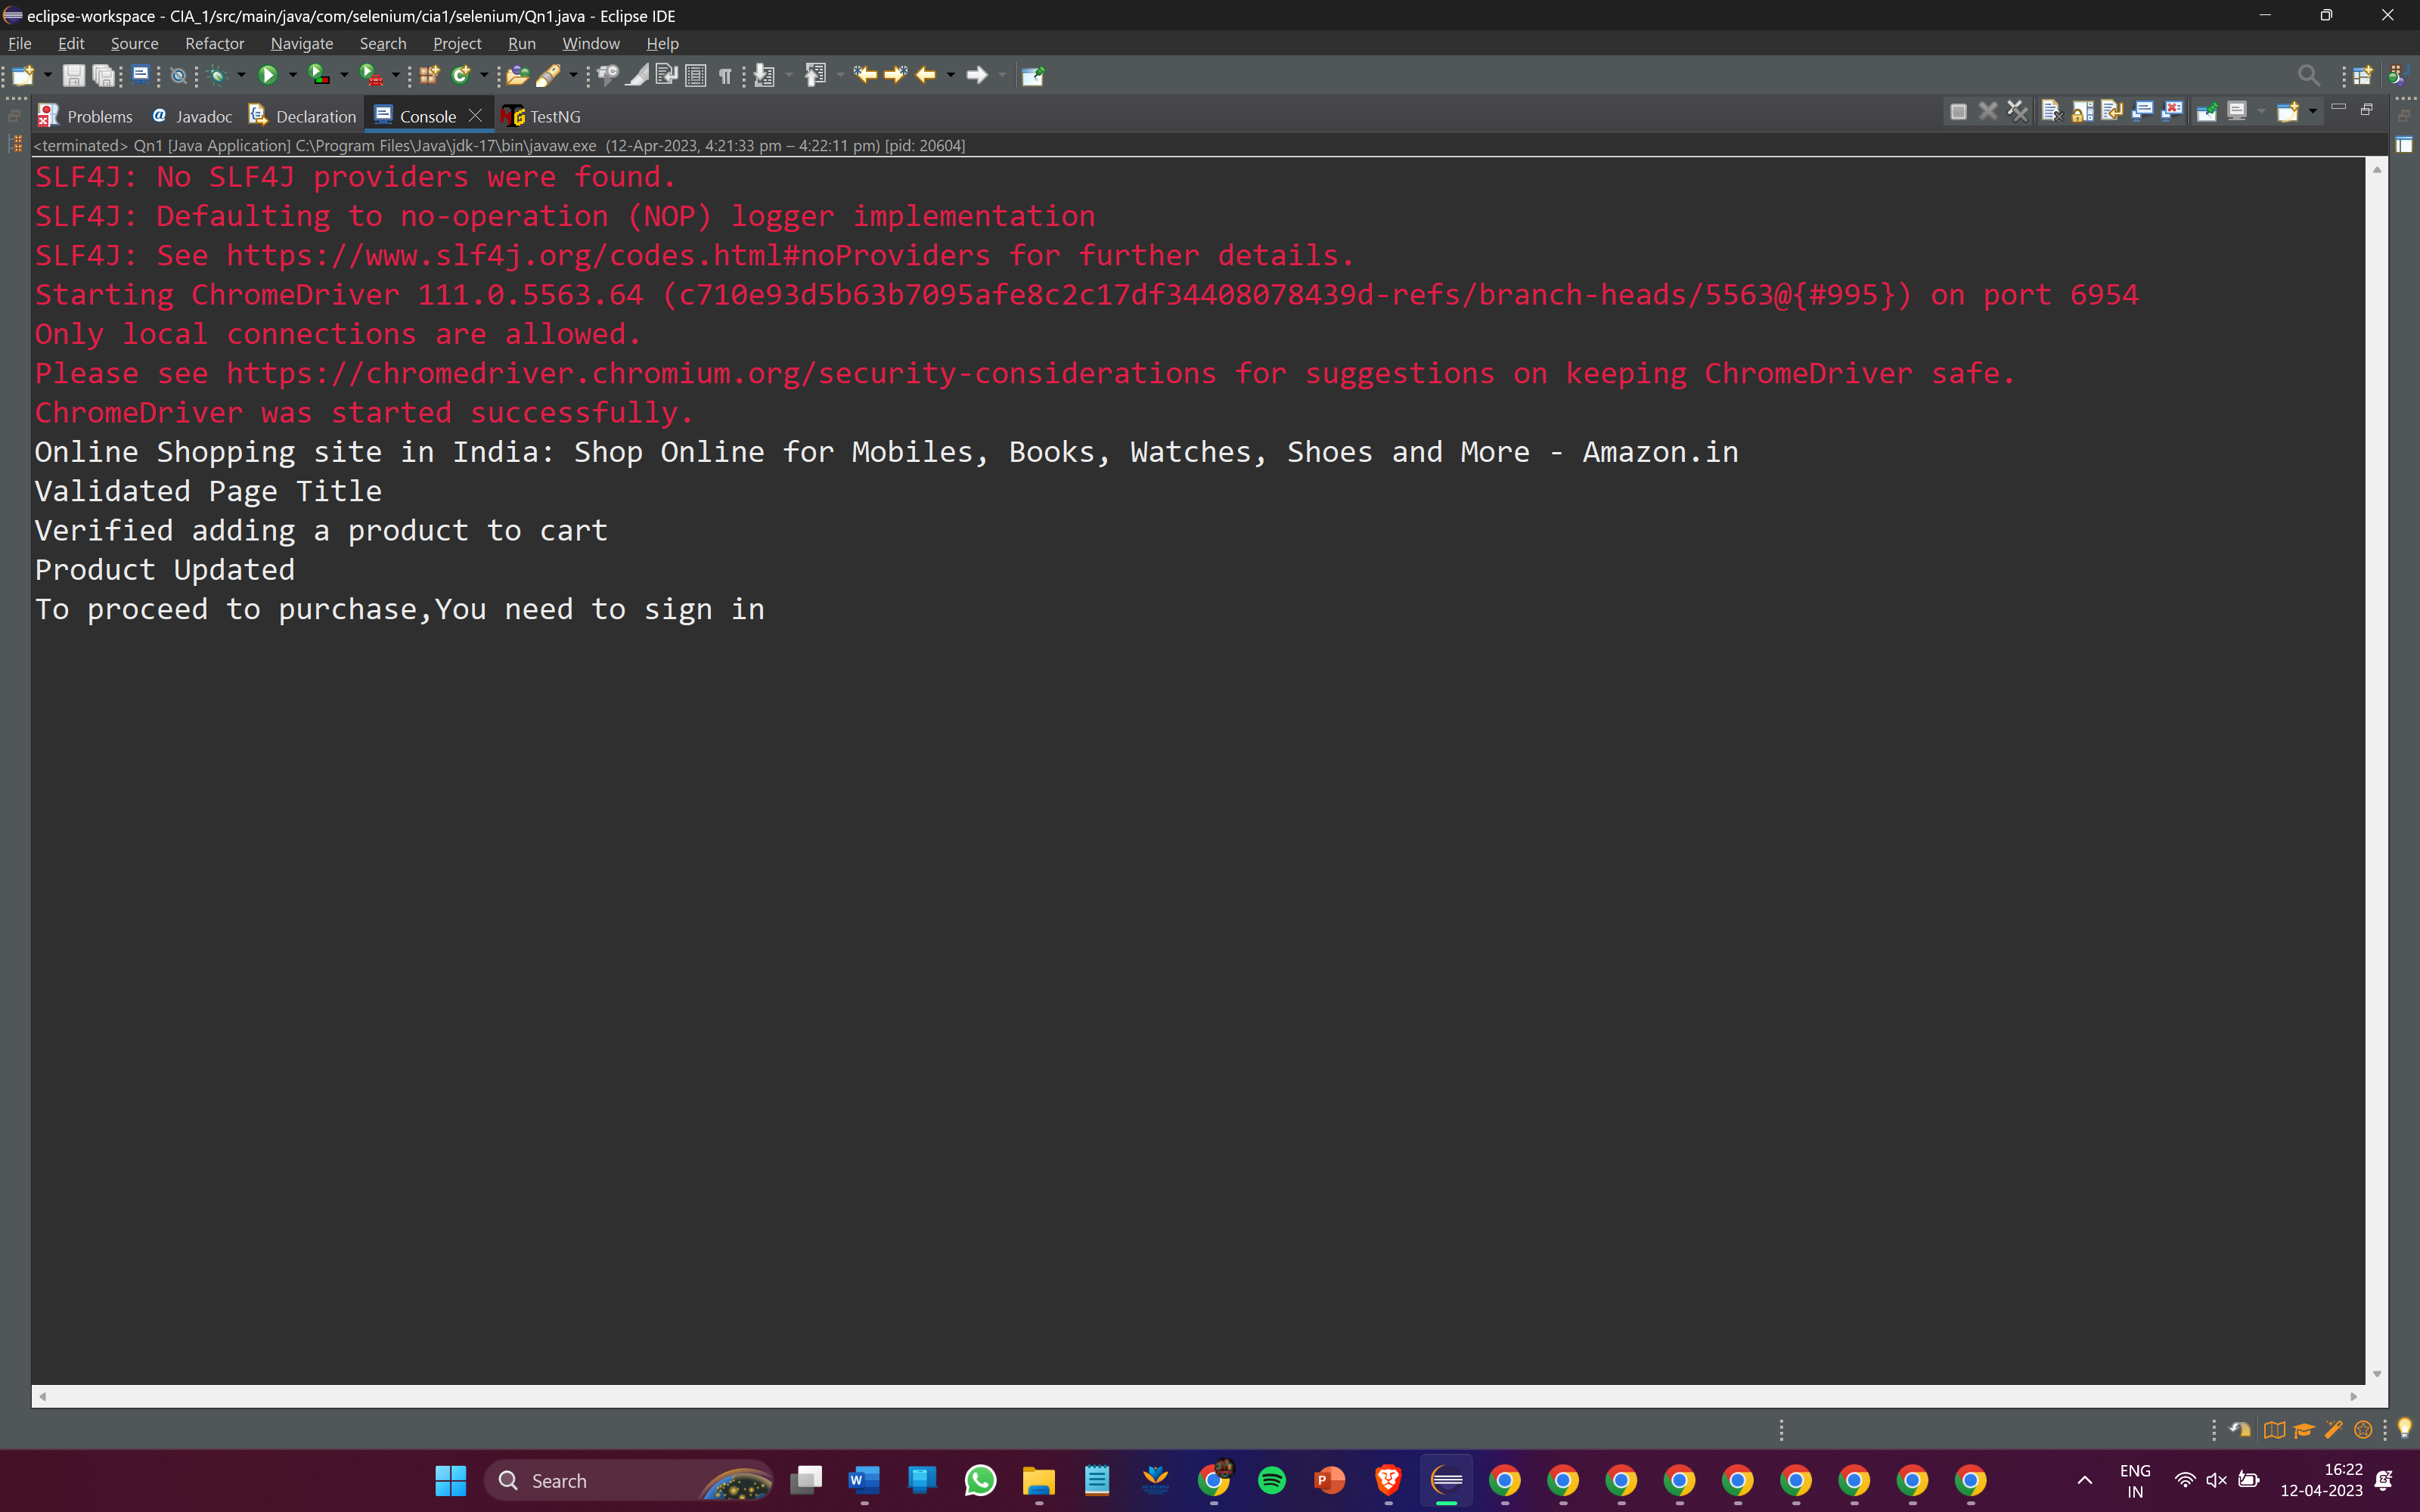 eclipse-workspace - CIA_1/src/main/java/com/selenium/cia1/selenium/Qn1.java - Eclipse IDE
File Edit Source Refactor Navigate Search Project Run Window Help
Problems Javadoc Declaration Console TestNG
<terminated> Qn1 [Java Application] C:\Program Files\Java\jdk-17\bin\javaw.exe (12-Apr-2023, 4:21:33 pm – 4:22:11 pm) [pid: 20604]
SLF4J: No SLF4J providers were found.
SLF4J: Defaulting to no-operation (NOP) logger implementation
SLF4J: See https://www.slf4j.org/codes.html#noProviders for further details.
Starting ChromeDriver 111.0.5563.64 (c710e93d5b63b7095afe8c2c17df34408078439d-refs/branch-heads/5563@{#995}) on port 6954
Only local connections are allowed.
Please see https://chromedriver.chromium.org/security-considerations for suggestions on keeping ChromeDriver safe.
ChromeDriver was started successfully.
Online Shopping site in India: Shop Online for Mobiles, Books, Watches, Shoes and More - Amazon.in
Validated Page Title
Verified adding a product to cart
Product Updated
To proceed to purchase,You need to sign in
Search
ENG
IN
16:22
12-04-2023